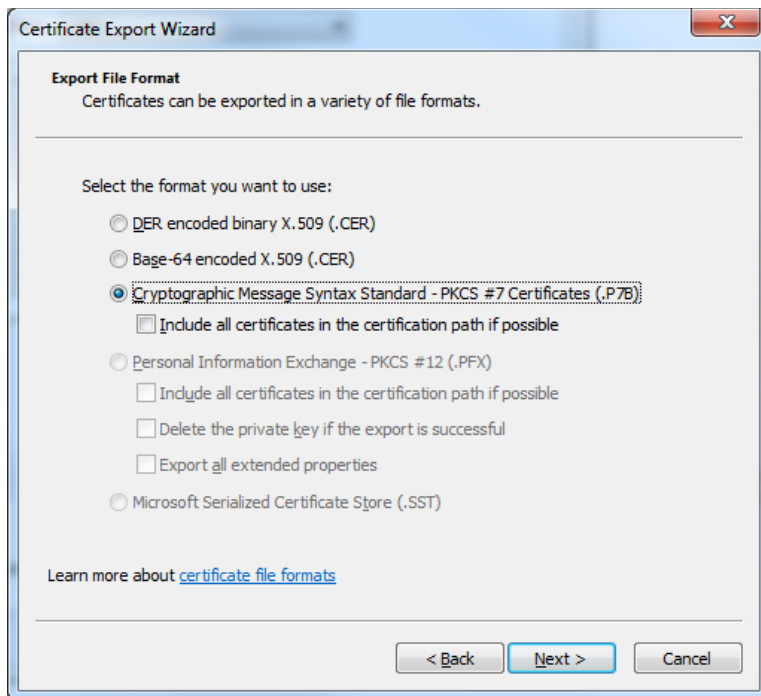 Certificate Export Wizard
Export File Format
Certificates can be exported in a variety of file formats.
Select the format you want to use:
DER encoded binary X.509 (.CER)
Base-64 encoded X.509 (.CER)
Cryptographic Message Syntax Standard - PKCS #7 Certificates (.P7B)
Include all certificates in the certification path if possible
Personal Information Exchange - PKCS #12 (.PFX)
Include all certificates in the certification path if possible
Delete the private key if the export is successful
Export all extended properties
Microsoft Serialized Certificate Store (.SST)
Learn more about certificate file formats
< Back Next > Cancel